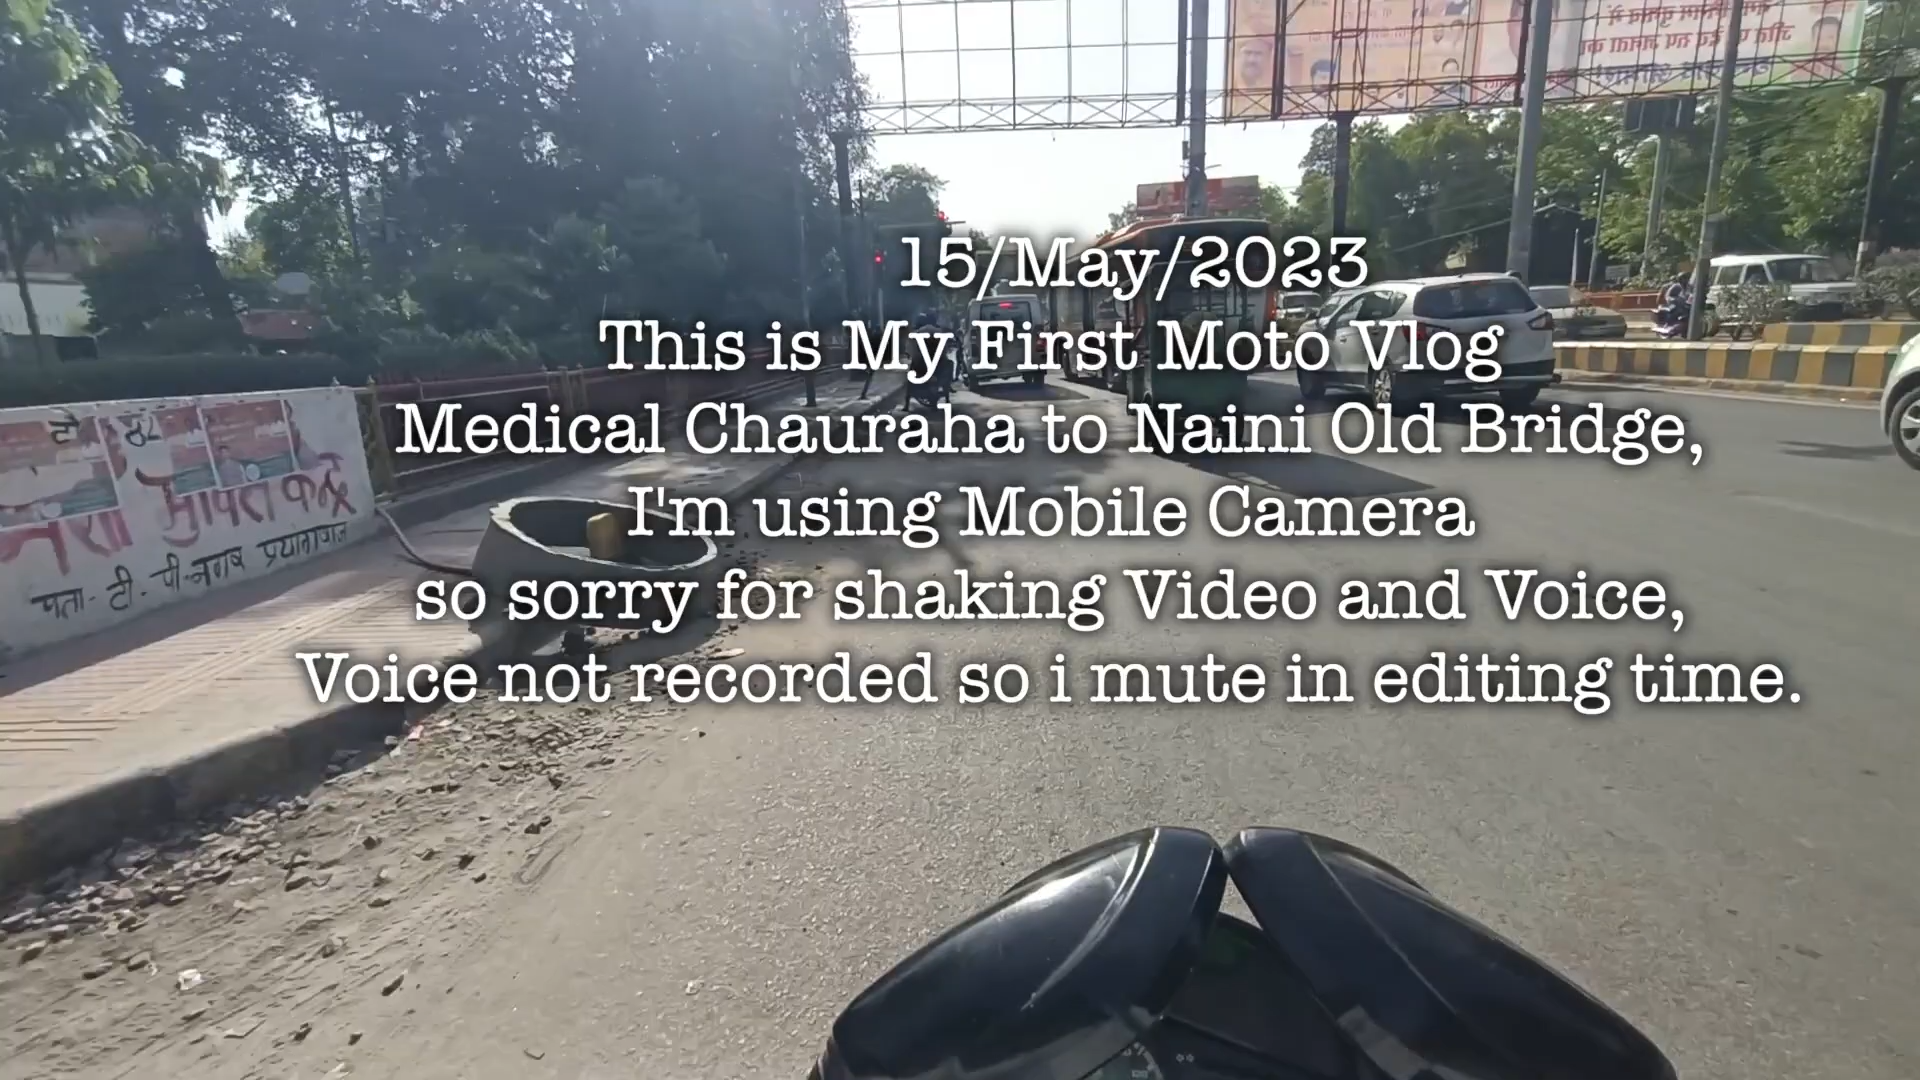 15/May/2023
This is My First Moto Vlog
Medical Chauraha to Naini Old Bridge,
I'm using Mobile Camera
so sorry for shaking Video and Voice,
Voice not recorded so i mute in editing time.
नशा मुक्ति केन्द्र
पता- टी- पी-नगर प्रयागराज